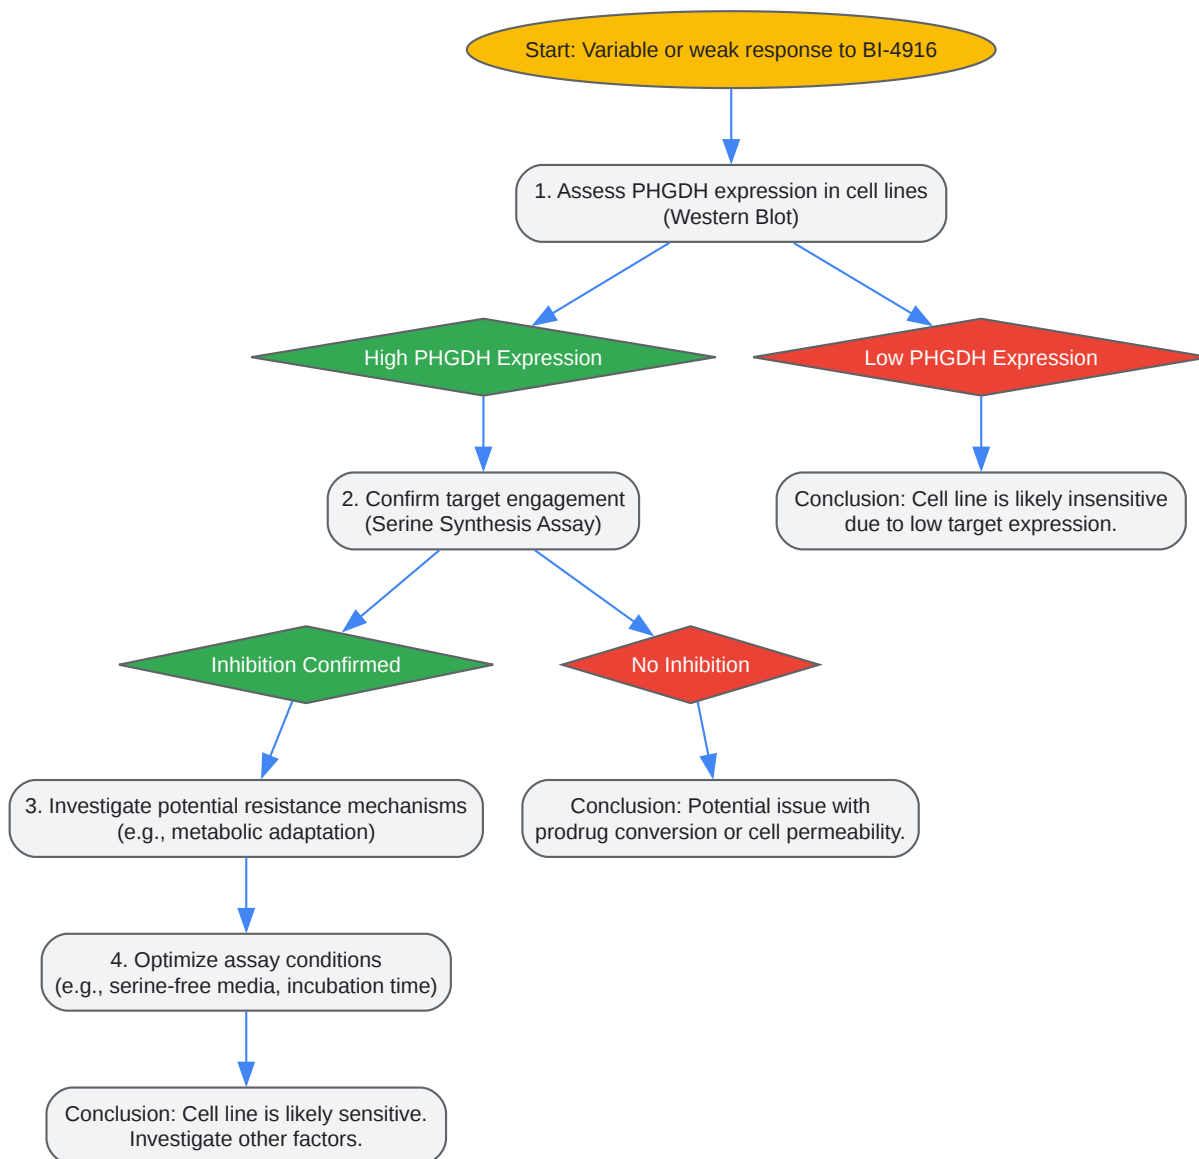 Start: Variable or weak response to BI-4916
1. Assess PHGDH expression in cell lines
(Western Blot)
High PHGDH Expression
Low PHGDH Expression
2. Confirm target engagement
(Serine Synthesis Assay)
Conclusion: Cell line is likely insensitive
due to low target expression.
Inhibition Confirmed
No Inhibition
3. Investigate potential resistance mechanisms
(e.g., metabolic adaptation)
Conclusion: Potential issue with
prodrug conversion or cell permeability.
4. Optimize assay conditions
(e.g., serine-free media, incubation time)
Conclusion: Cell line is likely sensitive.
Investigate other factors.